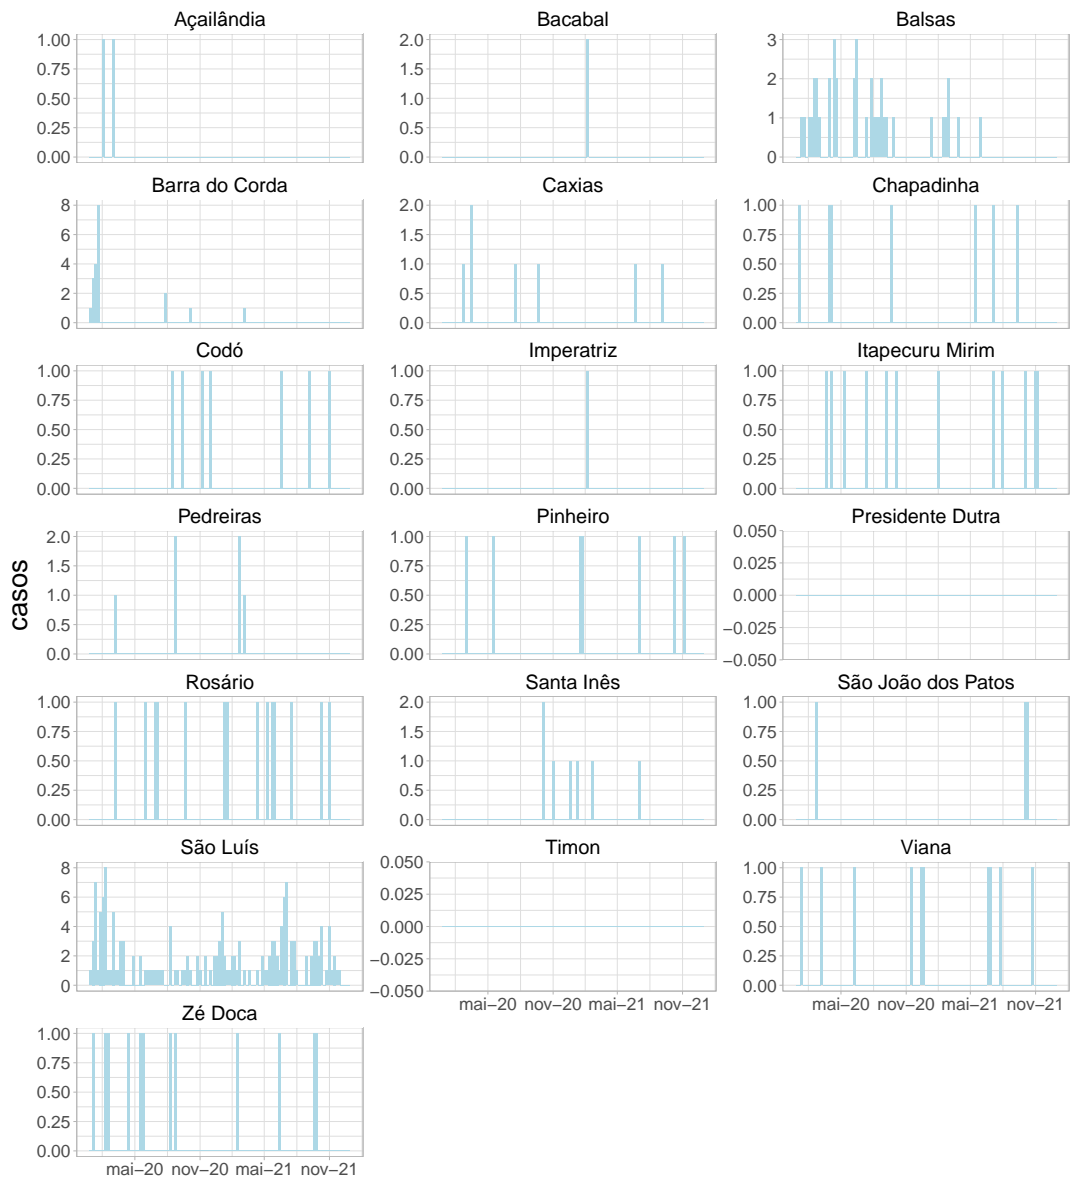 Açailândia Bacabal Balsas
1.00 2.0 3
0.75 1.5 2
0.50 1.0 1
0.25 0.5
0.00 0.0 0
Barra do Corda Caxias Chapadinha
8 2.0 1.00
6 1.5 0.75
4 1.0 0.50
2 0.5 0.25
0 0.0 0.00
Codó Imperatriz Itapecuru Mirim
1.00 1.00 1.00
0.75 0.75 0.75
0.50 0.50 0.50
0.25 0.25 0.25
0.00 0.00 0.00
Pedreiras Pinheiro Presidente Dutra
2.0 1.00 0.050
1.5 0.75 0.025
1.0 0.50 0.000
0.5 0.25 −0.025
0.0 0.00 −0.050
casos
Rosário Santa Inês São João dos Patos
1.00 2.0 1.00
0.75 1.5 0.75
0.50 1.0 0.50
0.25 0.5 0.25
0.00 0.0 0.00
São Luís Timon Viana
8 0.050 1.00
6 0.025 0.75
4 0.000 0.50
2 −0.025 0.25
0 −0.050 0.00
mai−20 nov−20 mai−21 nov−21 mai−20 nov−20 mai−21 nov−21
Zé Doca
1.00
0.75
0.50
0.25
0.00
mai−20 nov−20 mai−21 nov−21